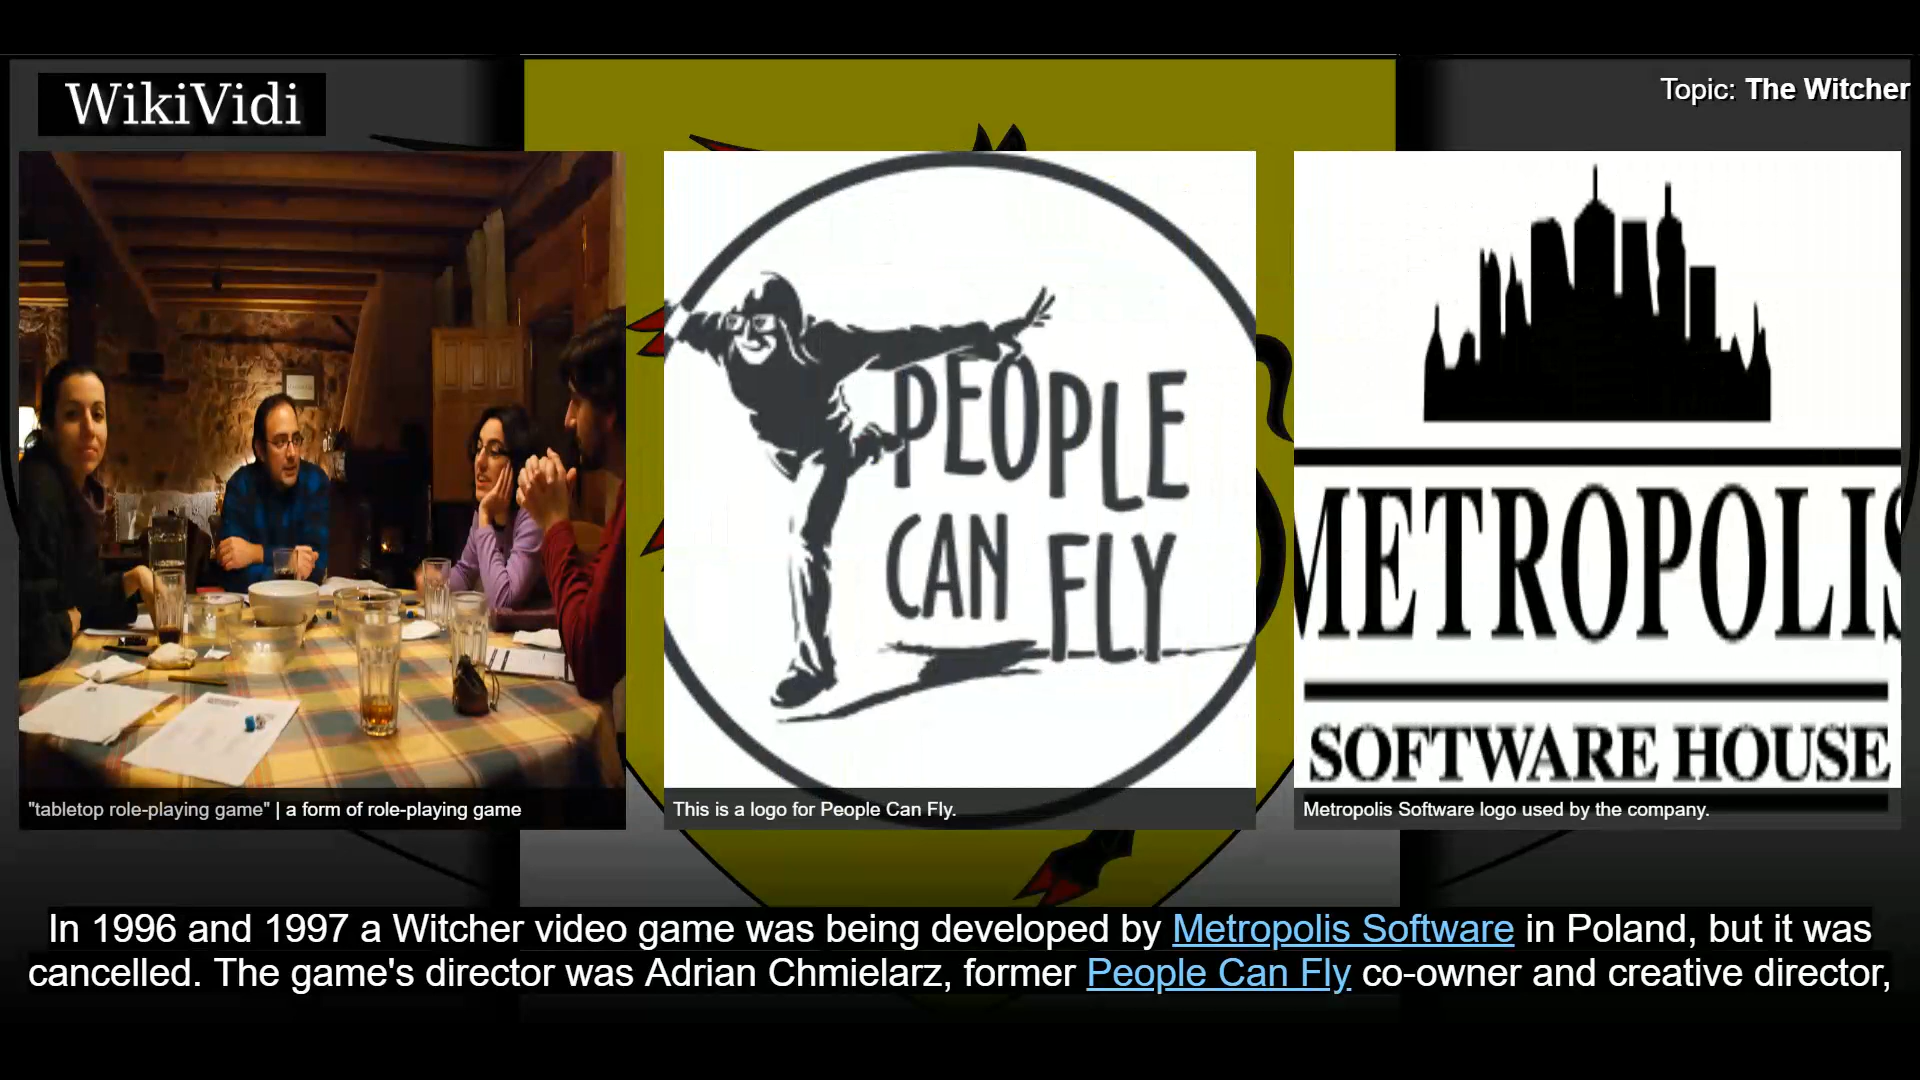 WikiVidi
Topic: The Witcher
"tabletop role-playing game" | a form of role-playing game
PEOPLE
CAN FLY
This is a logo for People Can Fly.
METROPOLIS
SOFTWARE HOUSE
Metropolis Software logo used by the company.
In 1996 and 1997 a Witcher video game was being developed by Metropolis Software in Poland, but it was
cancelled. The game's director was Adrian Chmielarz, former People Can Fly co-owner and creative director,